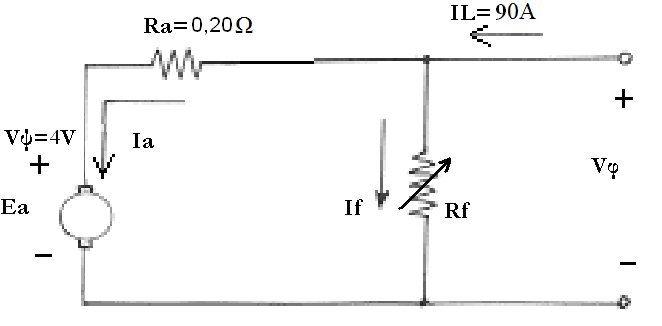 IL= 90A
Ra=0,20Ω
+
Vψ=4V
Ia
+
Vφ
Ea
If
Rf
−
−